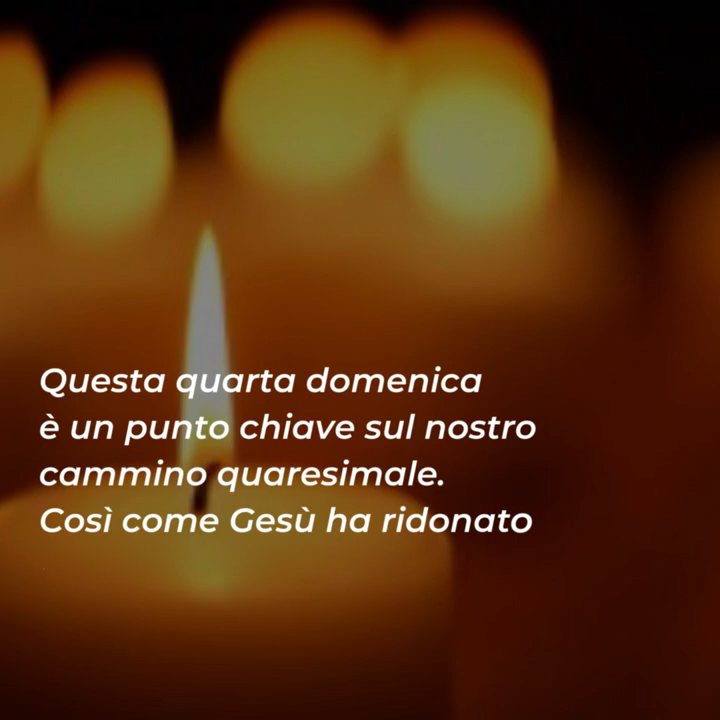 Questa quarta domenica
è un punto chiave sul nostro
cammino quaresimale.
Così come Gesù ha ridonato